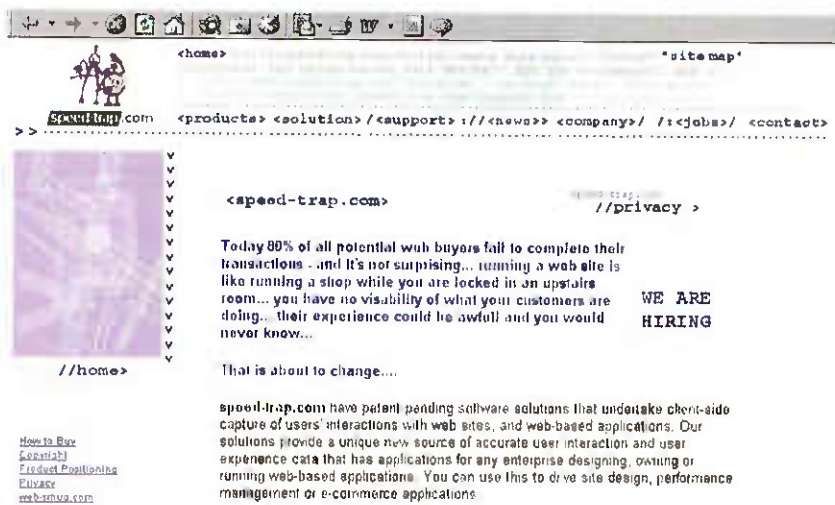 <home> "sitemap"
speed-trap.com <products> <solution> /<support> ://<news>> <company>/ /:<jobs>/ <contact>
>>
<speed-trap.com> speed-trap.com
//privacy >
Today 80% of all potential web buyers fail to complete their
transactions - and it's not surprising... running a web site is
like running a shop while you are locked in an upstairs
room... you have no visability of what your customers are
doing... their experience could be awfull and you would
never know...
WE ARE
HIRING
//home>
That is about to change....
speed-trap.com have patent pending software solutions that undertake client-side
capture of users' interactions with web sites, and web-based applications. Our
solutions provide a unique new source of accurate user interaction and user
experience data that has applications for any enterprise designing, owning or
running web-based applications. You can use this to drive site design, performance
management or e-commerce applications
How to Buy
Copyright
Product Positioning
Privacy